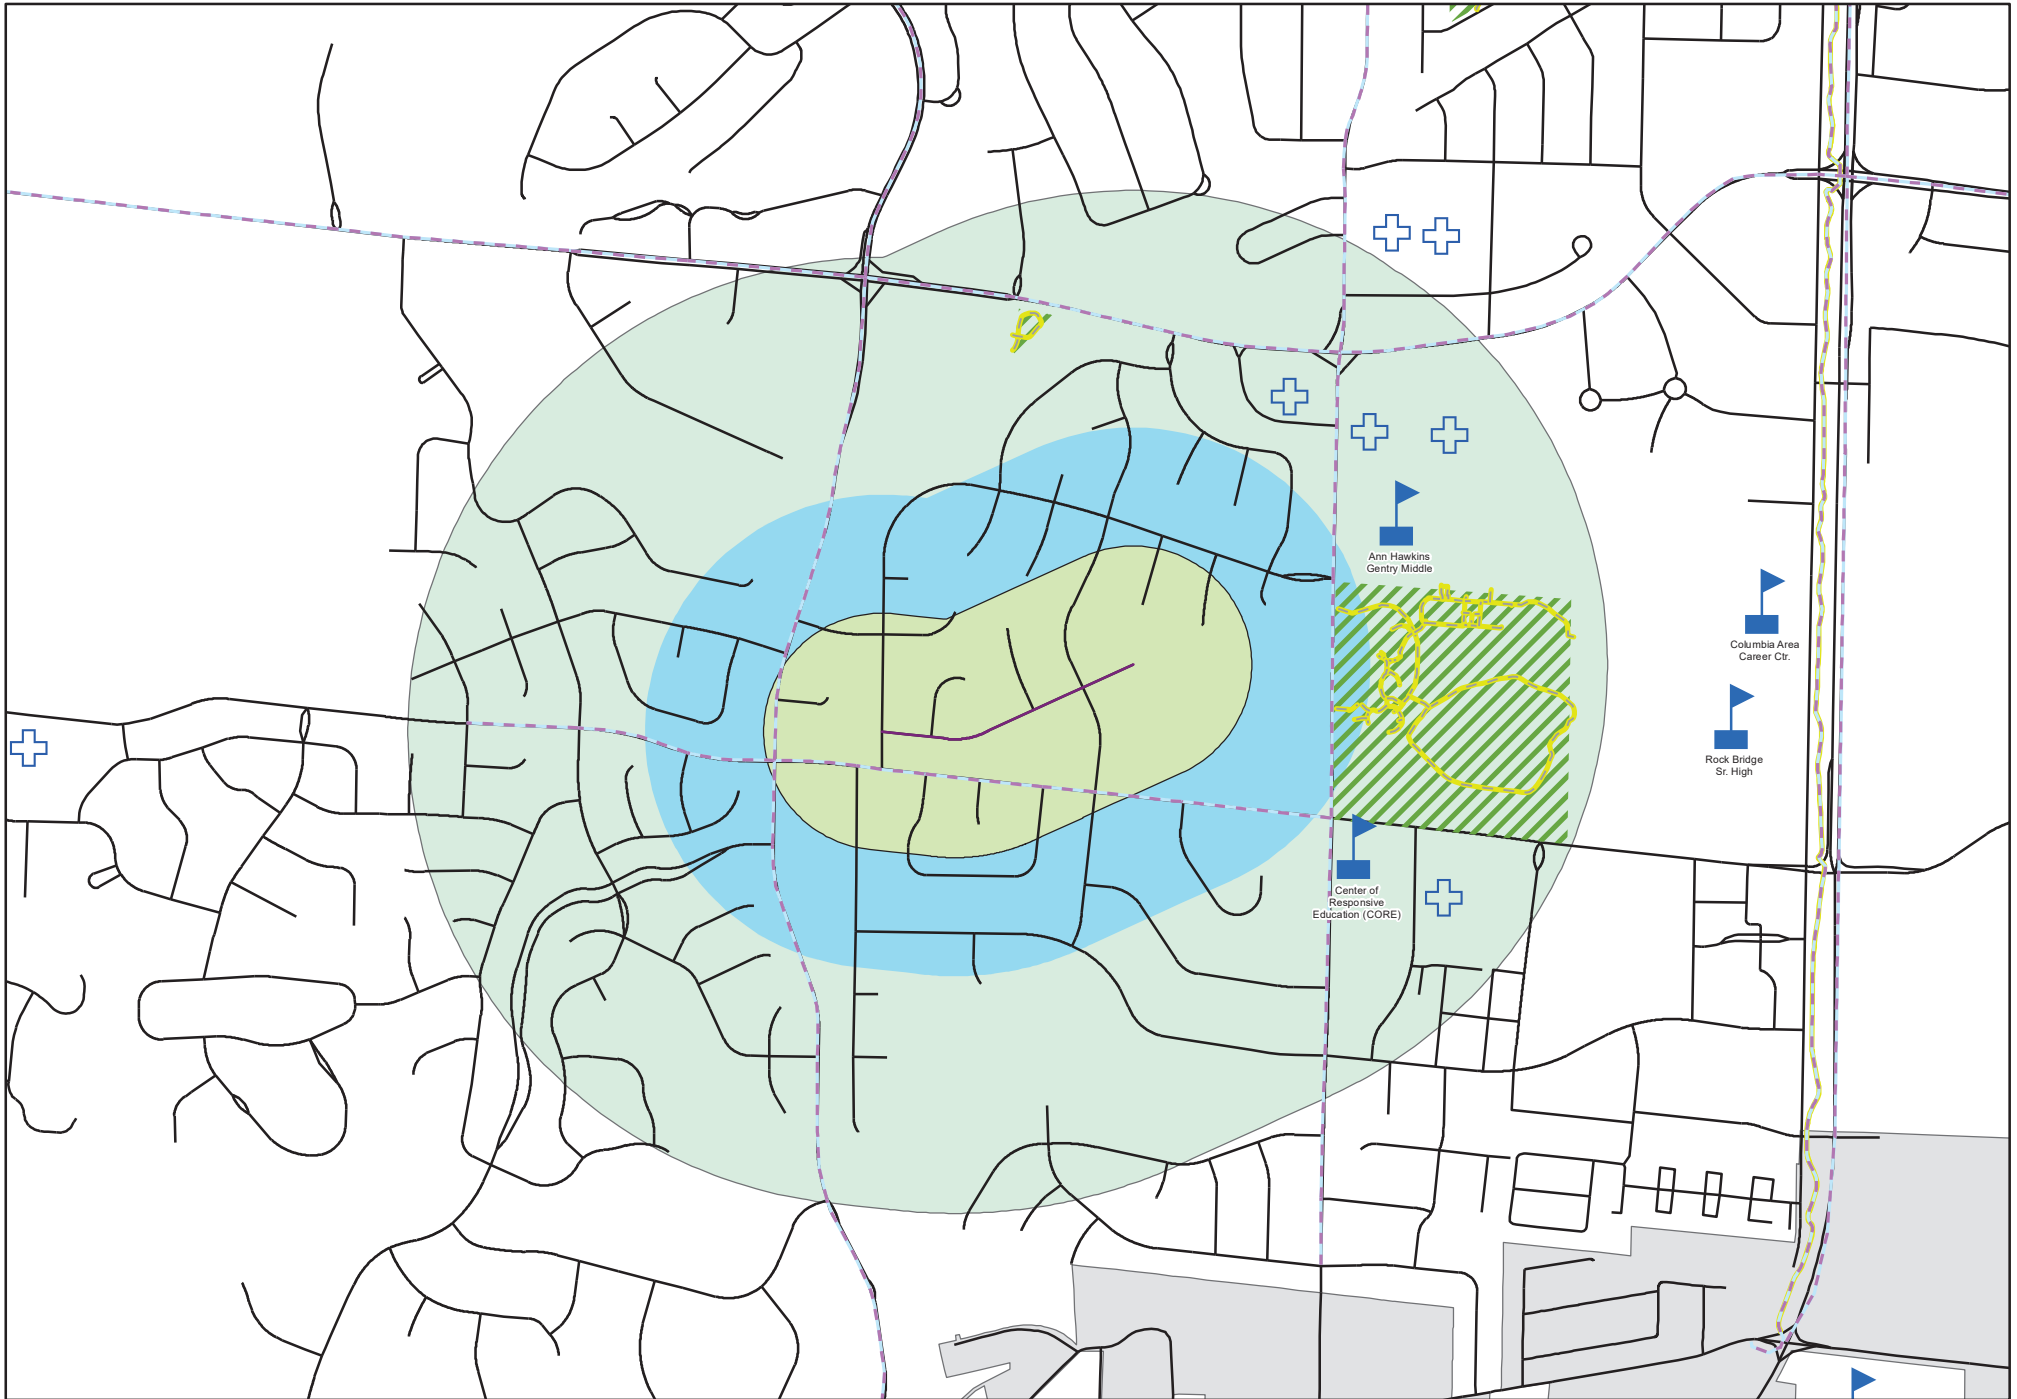 Ann Hawkins
Gentry Middle
Columbia Area
Career Ctr.
Rock Bridge
Sr. High
Center of
Responsive
Education (CORE)